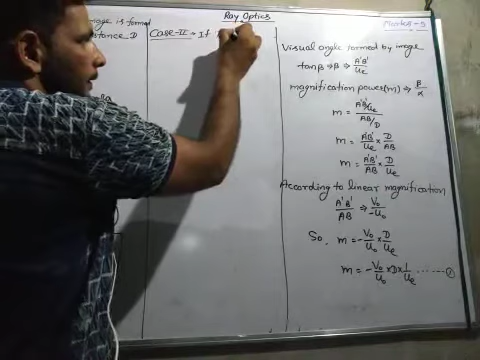 Ray Optics
Marks-5
image is formed
distance D
Case-II → If
Visual angle formed by image
tanβ ⇒ β ⇒ A'B'/Ue
magnification power(m) ⇒ β/α
m = A'B'/Ue / AB/D
m = A'B'/Ue × D/AB
m = A'B'/AB × D/Ue
According to linear magnification
A'B'/AB ⇒ V₀/-U₀
So, m = -V₀/U₀ × D/Ue
m = -V₀/U₀ × D × 1/Ue ........